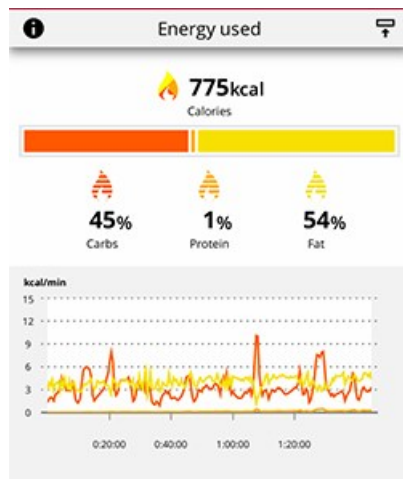 Energy used
775kcal
Calories
45% 1% 54%
Carbs Protein Fat
kcal/min
15
12
9
6
3
0
0:20:00 0:40:00 1:00:00 1:20:00